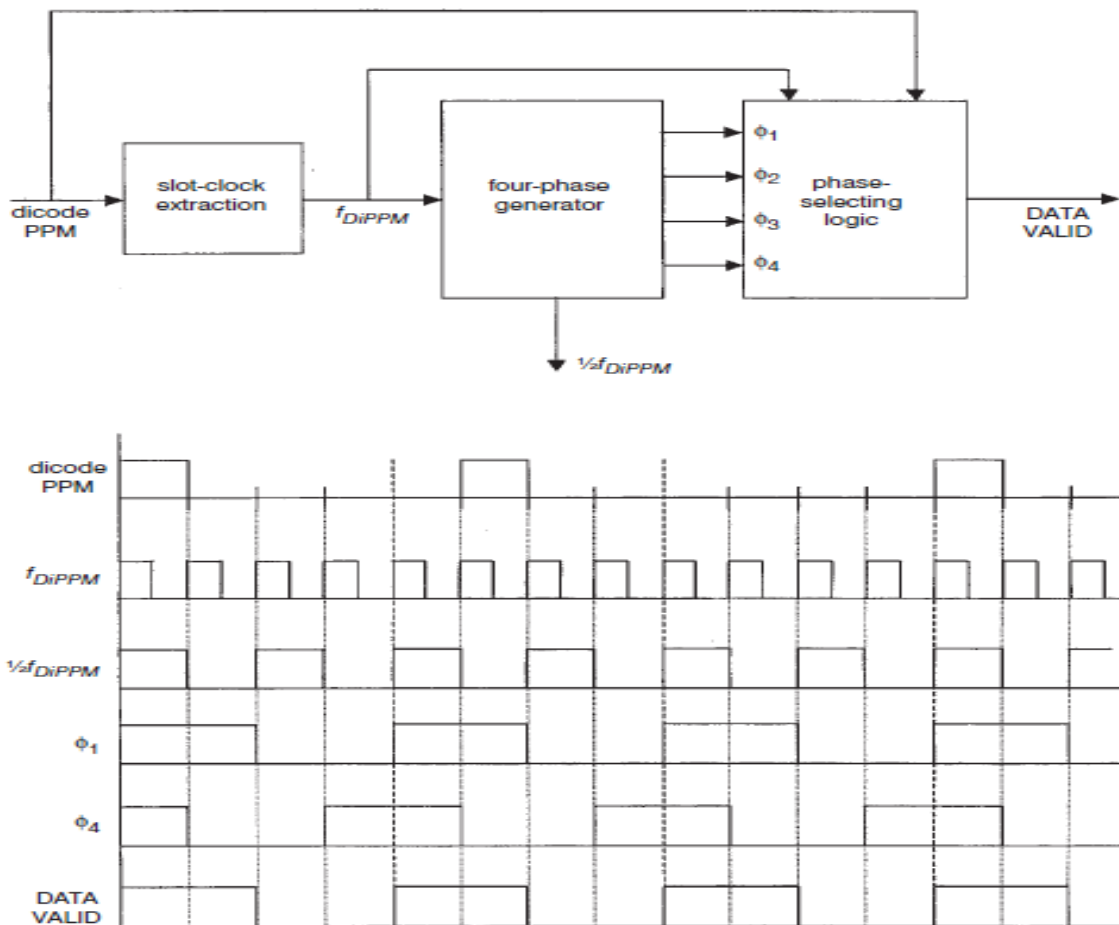 dicode
PPM
slot-clock
extraction
fDiPPM
four-phase
generator
ϕ1
ϕ2
ϕ3
ϕ4
phase-
selecting
logic
DATA
VALID
½fDiPPM
dicode
PPM
fDiPPM
½fDiPPM
ϕ1
ϕ4
DATA
VALID